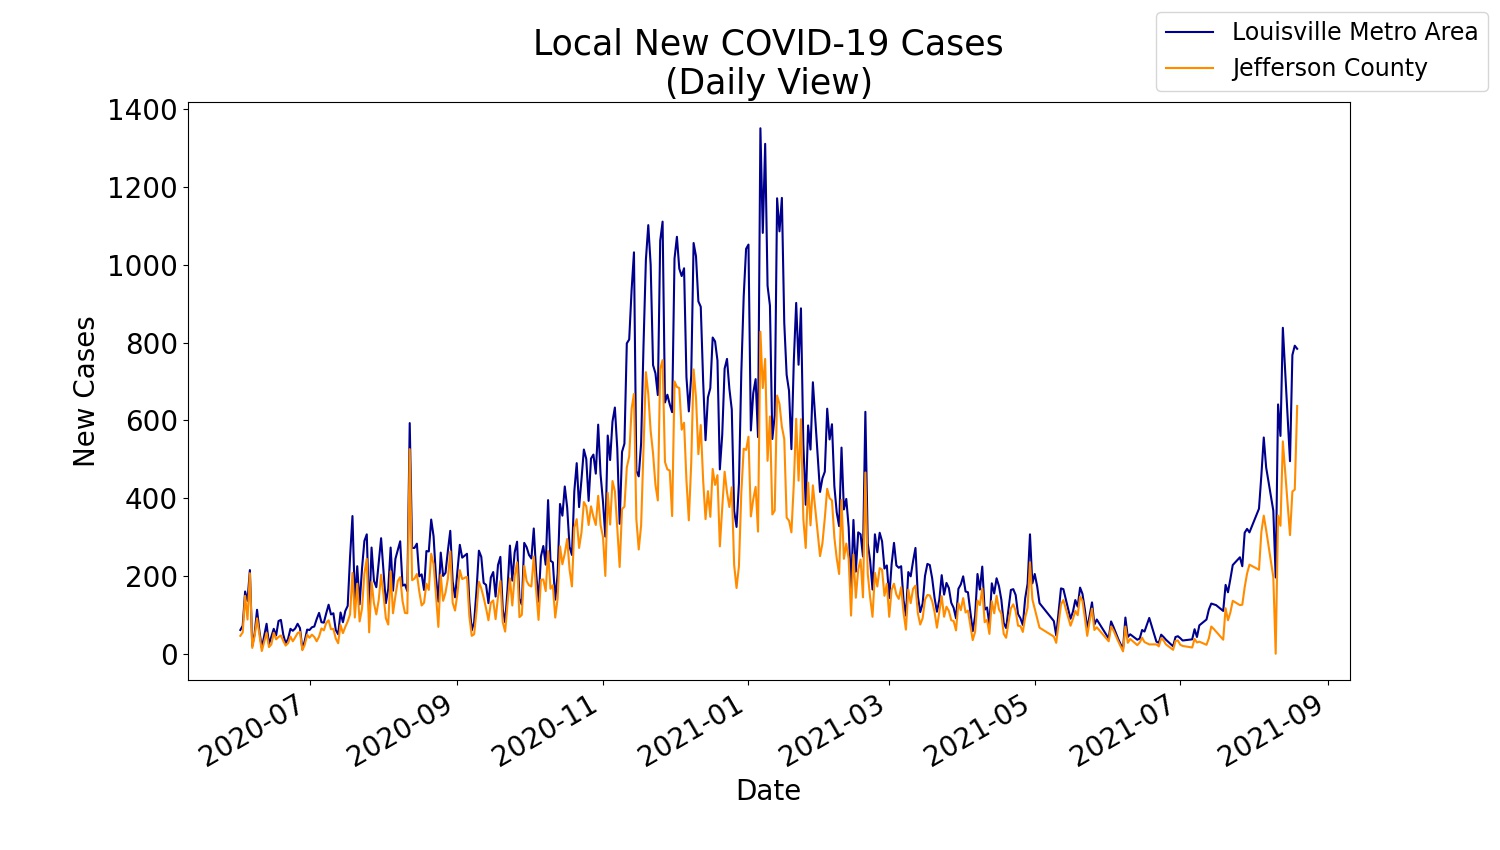 Local New COVID-19 Cases
(Daily View)
Louisville Metro Area
Jefferson County
New Cases
1400
1200
1000
800
600
400
200
0
2020-07
2020-09
2020-11
2021-01
2021-03
2021-05
2021-07
2021-09
Date